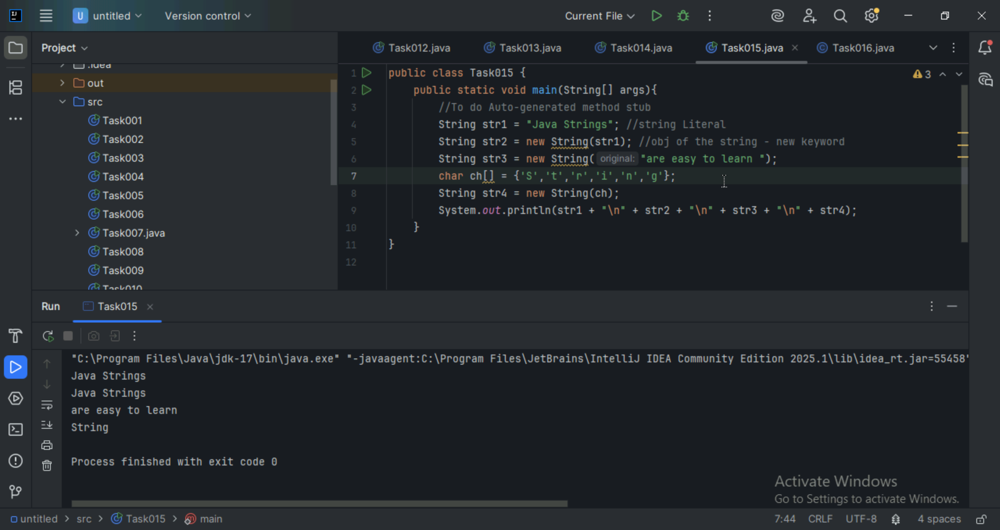 untitled
Version control
Current File
Project
Task012.java
Task013.java
Task014.java
Task015.java
Task016.java
.idea
out
src
Task001
Task002
Task003
Task004
Task005
Task006
Task007.java
Task008
Task009
Task010
3
1 public class Task015 {
2 public static void main(String[] args){
3 //To do Auto-generated method stub
4 String str1 = "Java Strings"; //string Literal
5 String str2 = new String(str1); //obj of the string - new keyword
6 String str3 = new String( original: "are easy to learn ");
7 char ch[] = {'S','t','r','i','n','g'};
8 String str4 = new String(ch);
9 System.out.println(str1 + "\n" + str2 + "\n" + str3 + "\n" + str4);
10 }
11 }
12
Run
Task015
"C:\Program Files\Java\jdk-17\bin\java.exe" "-javaagent:C:\Program Files\JetBrains\IntelliJ IDEA Community Edition 2025.1\lib\idea_rt.jar=55458"
Java Strings
Java Strings
are easy to learn
String
Process finished with exit code 0
Activate Windows
Go to Settings to activate Windows.
untitled > src > Task015 > main
7:44 CRLF UTF-8 4 spaces